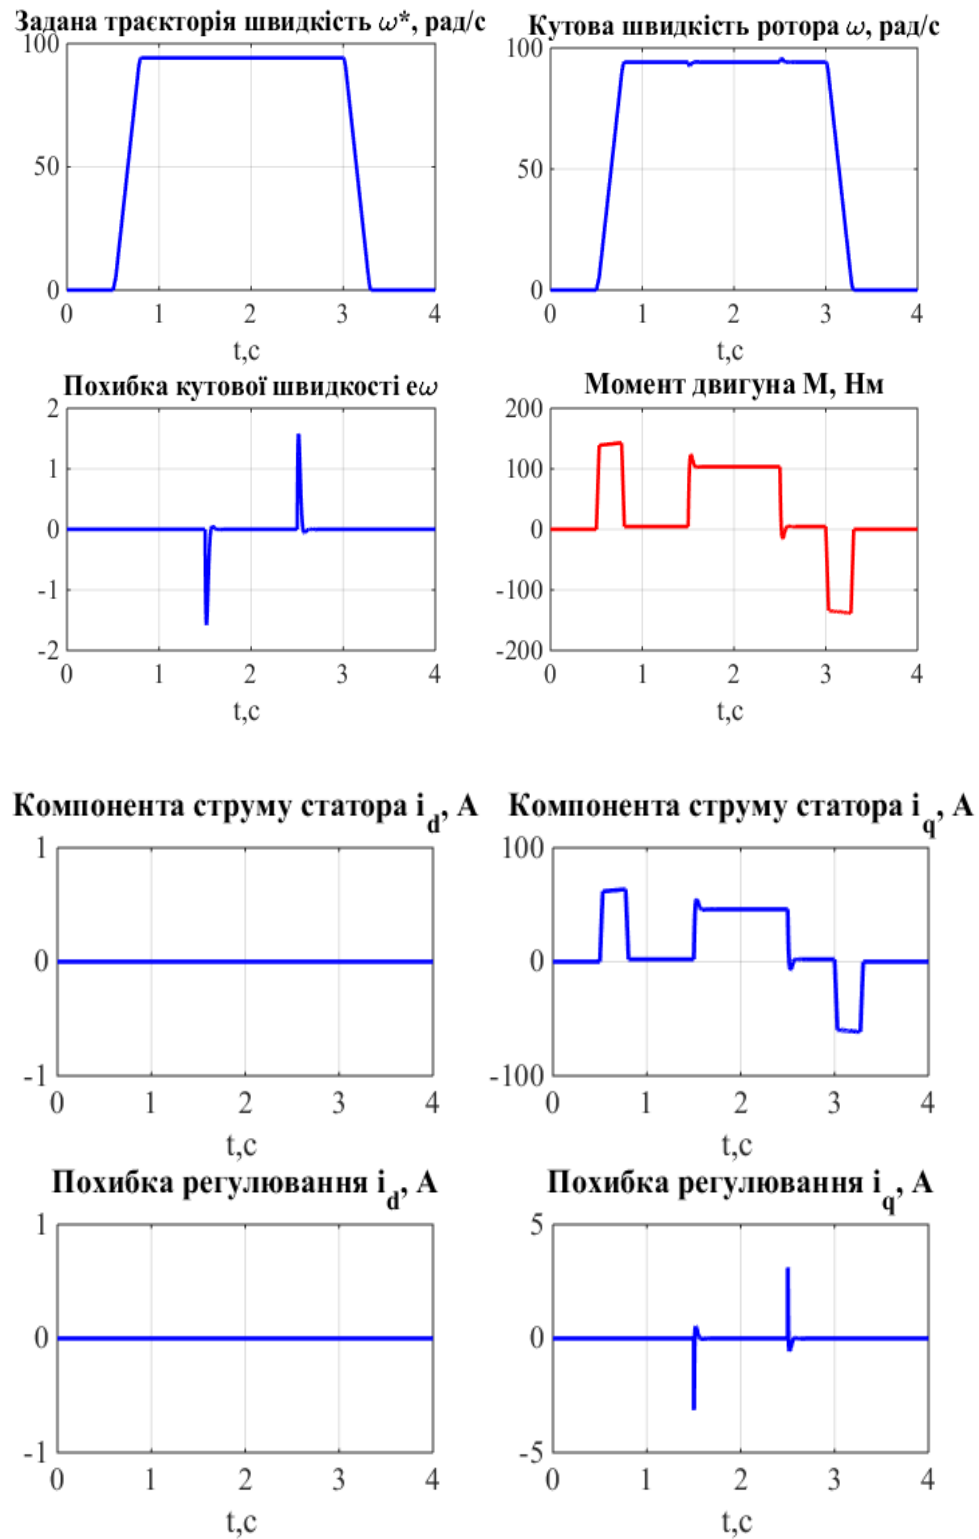 Задана траєкторія швидкість ω*, рад/с
100
50
0
0 1 2 3 4
t,c
Кутова швидкість ротора ω, рад/с
100
50
0
0 1 2 3 4
t,c
Похибка кутової швидкості eω
2
1
0
-1
-2
0 1 2 3 4
t,c
Момент двигуна М, Нм
200
100
0
-100
-200
0 1 2 3 4
t,c
Компонента струму статора i_d, А
1
0
-1
0 1 2 3 4
t,c
Компонента струму статора i_q, А
100
0
-100
0 1 2 3 4
t,c
Похибка регулювання i_d, А
1
0
-1
0 1 2 3 4
t,c
Похибка регулювання i_q, А
5
0
-5
0 1 2 3 4
t,c